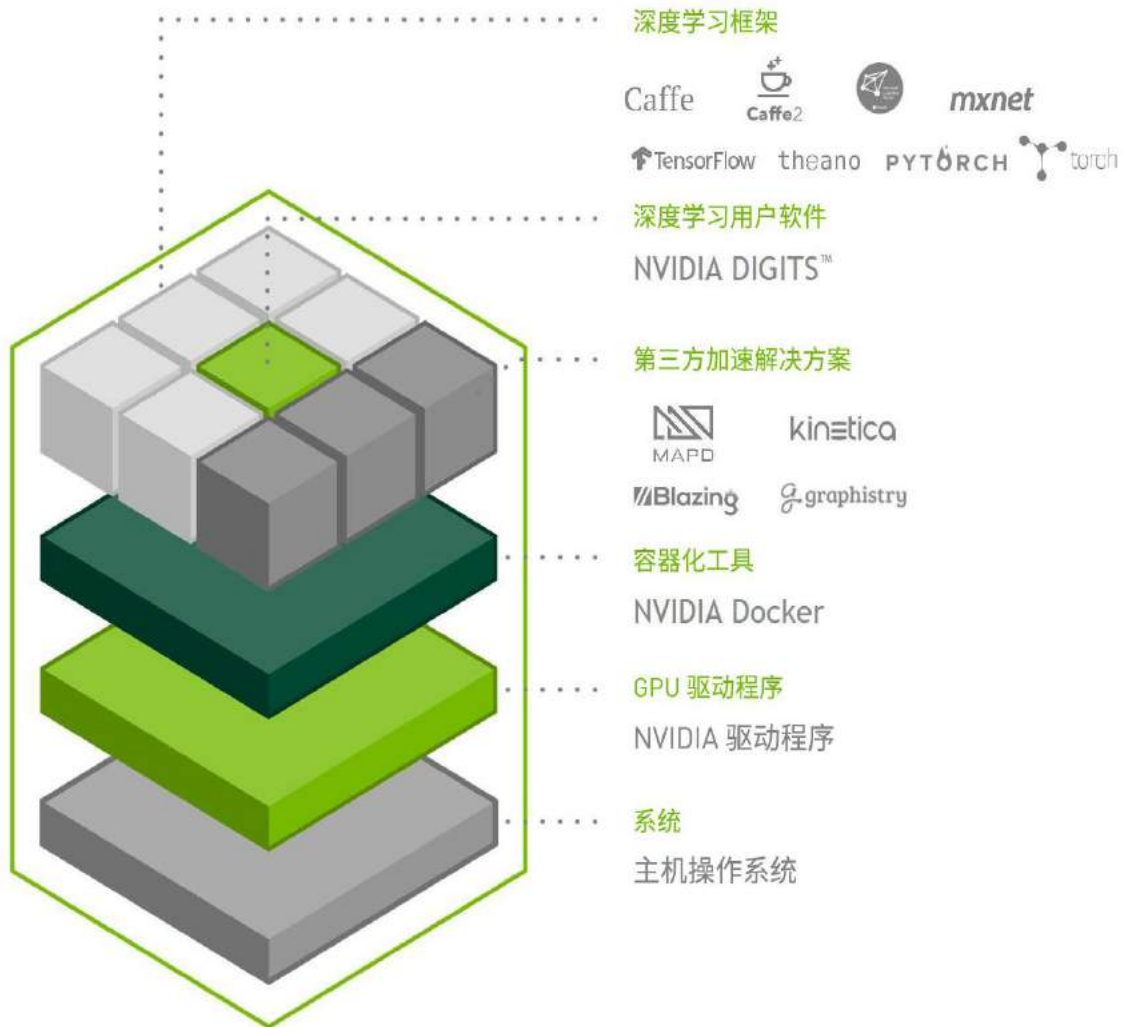 深度学习框架
Caffe Caffe2 mxnet
TensorFlow theano PYTORCH torch
深度学习用户软件
NVIDIA DIGITS™
第三方加速解决方案
MAPD kinetica
Blazing graphistry
容器化工具
NVIDIA Docker
GPU 驱动程序
NVIDIA 驱动程序
系统
主机操作系统